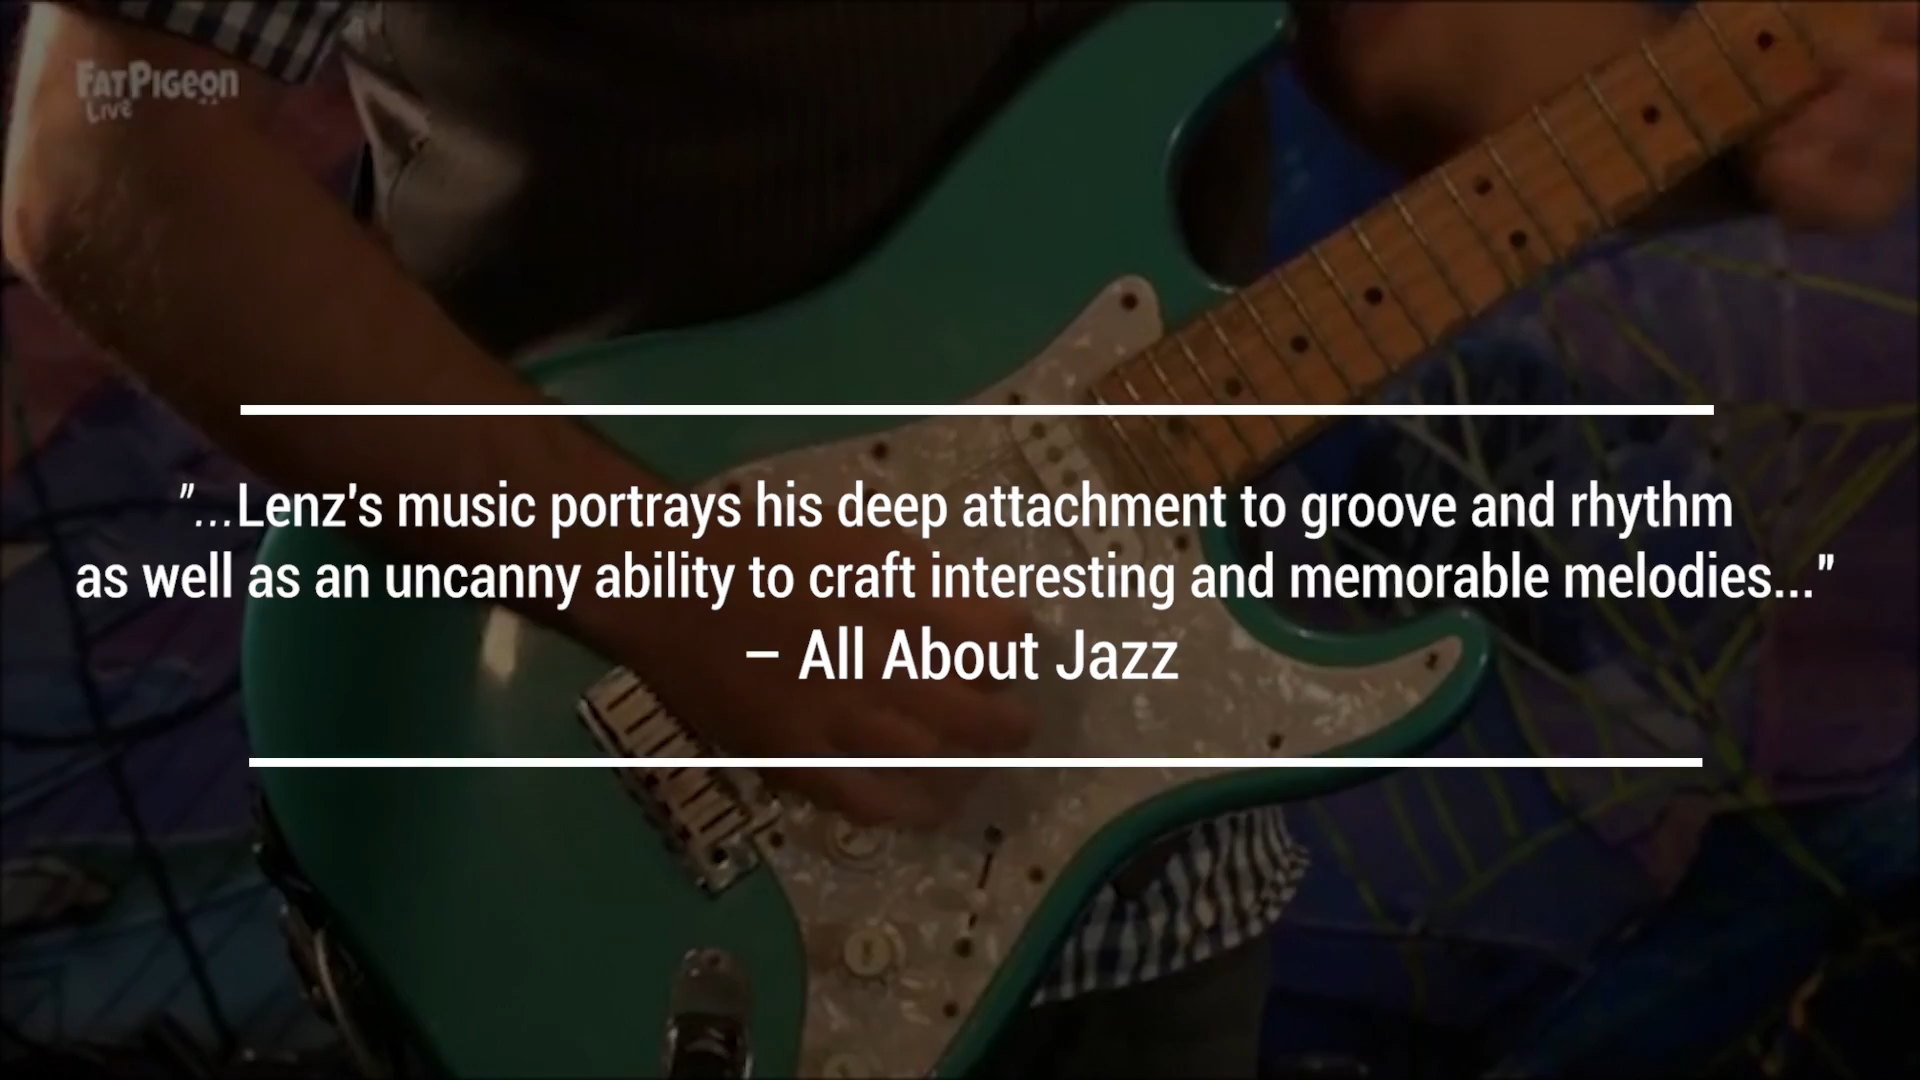 FATPIGEON
Live
"...Lenz's music portrays his deep attachment to groove and rhythm
as well as an uncanny ability to craft interesting and memorable melodies..."
– All About Jazz